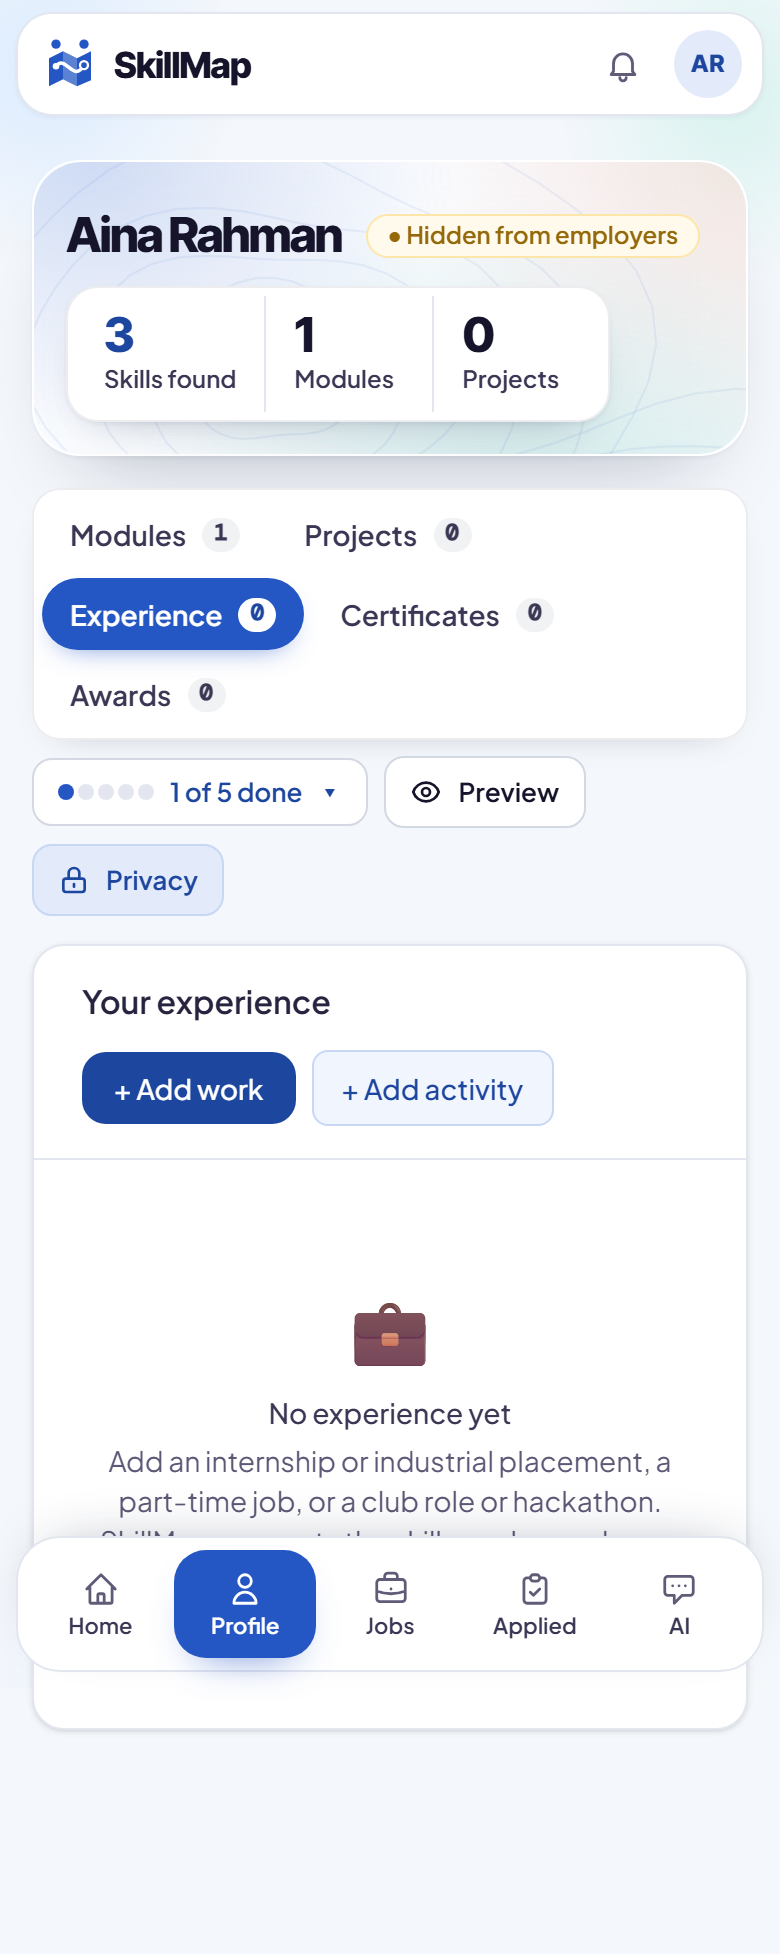 SkillMap
AR
Aina Rahman
Hidden from employers
3
Skills found
1
Modules
0
Projects
Modules 1
Projects 0
Experience 0
Certificates 0
Awards 0
1 of 5 done
Preview
Privacy
Your experience
+ Add work
+ Add activity
No experience yet
Add an internship or industrial placement, a
part-time job, or a club role or hackathon.
Home
Profile
Jobs
Applied
AI